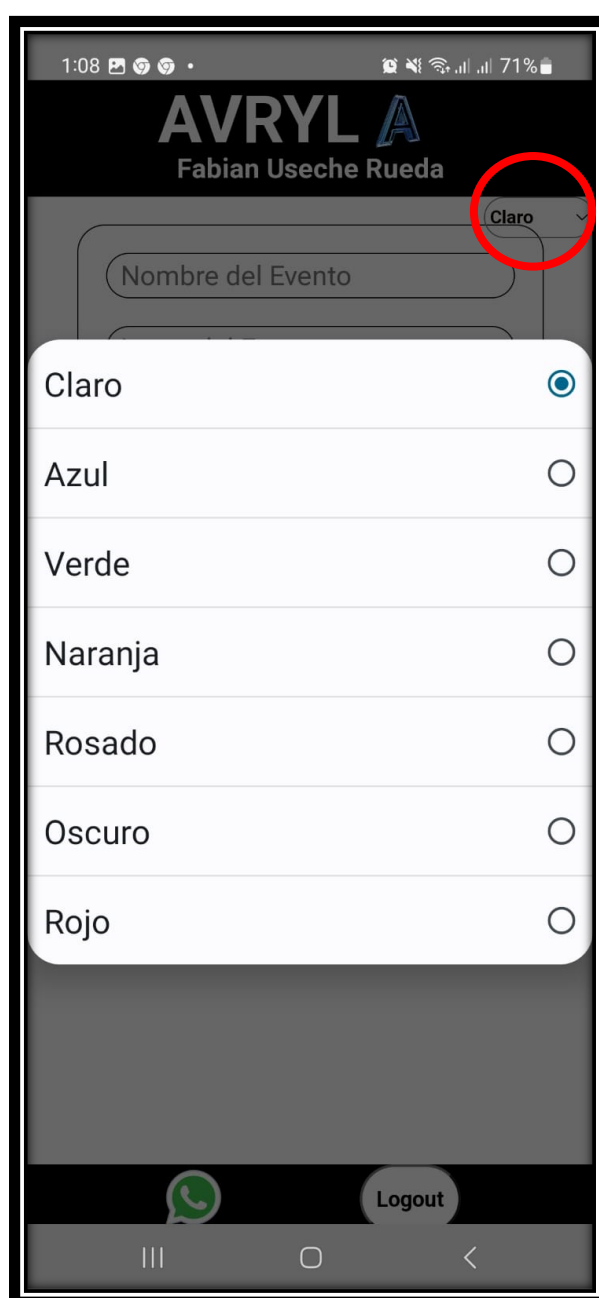 1:08 71%
AVRYL A
Fabian Useche Rueda
Claro
Nombre del Evento
Claro
Azul
Verde
Naranja
Rosado
Oscuro
Rojo
Logout